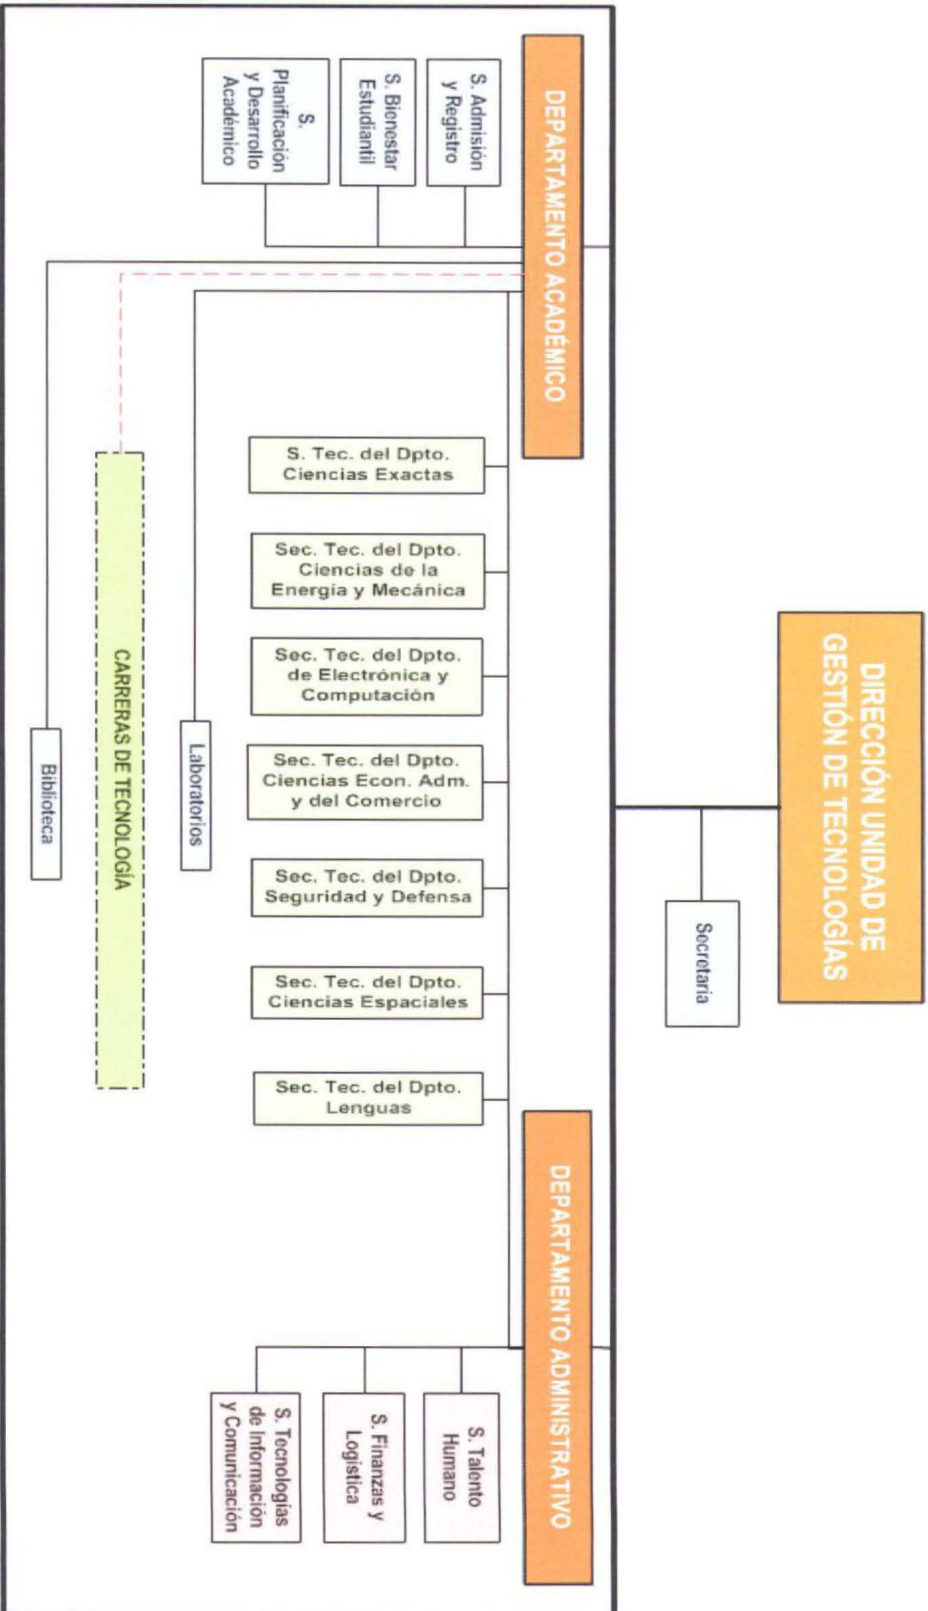 DIRECCIÓN UNIDAD DE
GESTIÓN DE TECNOLOGÍAS
Secretaria
DEPARTAMENTO ACADÉMICO
S. Admisión
y Registro
S. Bienestar
Estudiantil
S.
Planificación
y Desarrollo
Académico
S. Tec. del Dpto.
Ciencias Exactas
Sec. Tec. del Dpto.
Ciencias de la
Energía y Mecánica
Sec. Tec. del Dpto.
de Electrónica y
Computación
Sec. Tec. del Dpto.
Ciencias Econ. Adm.
y del Comercio
Sec. Tec. del Dpto.
Seguridad y Defensa
Sec. Tec. del Dpto.
Ciencias Espaciales
Sec. Tec. del Dpto.
Lenguas
Laboratorios
CARRERAS DE TECNOLOGÍA
Biblioteca
DEPARTAMENTO ADMINISTRATIVO
S. Talento
Humano
S. Finanzas y
Logistica
S. Tecnologías
de Información
y Comunicación